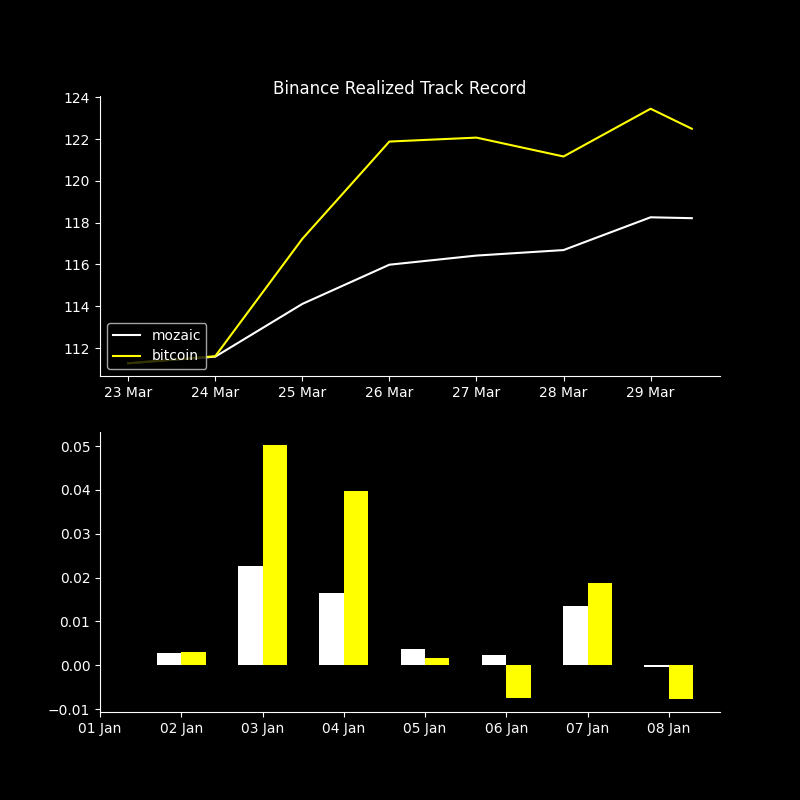 Binance Realized Track Record
124
122
120
118
116
114
112
mozaic
bitcoin
23 Mar 24 Mar 25 Mar 26 Mar 27 Mar 28 Mar 29 Mar
0.05
0.04
0.03
0.02
0.01
0.00
−0.01
01 Jan 02 Jan 03 Jan 04 Jan 05 Jan 06 Jan 07 Jan 08 Jan